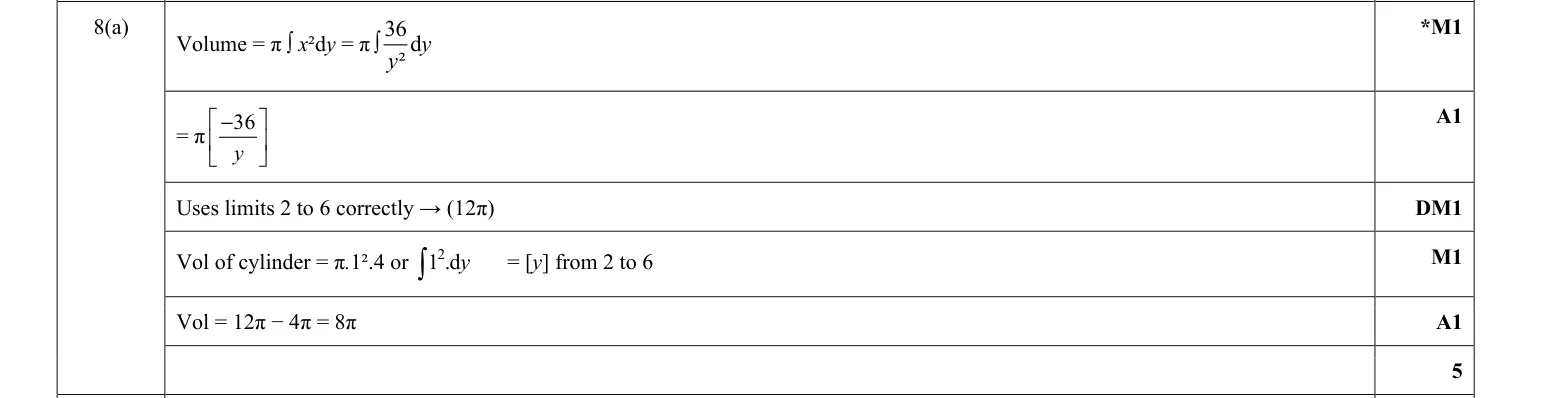 8(a) Volume = π ∫ x²dy = π ∫ 36/y² dy *M1
= π [−36/y] A1
Uses limits 2 to 6 correctly → (12π) DM1
Vol of cylinder = π.1².4 or ∫1².dy = [y] from 2 to 6 M1
Vol = 12π − 4π = 8π A1
5